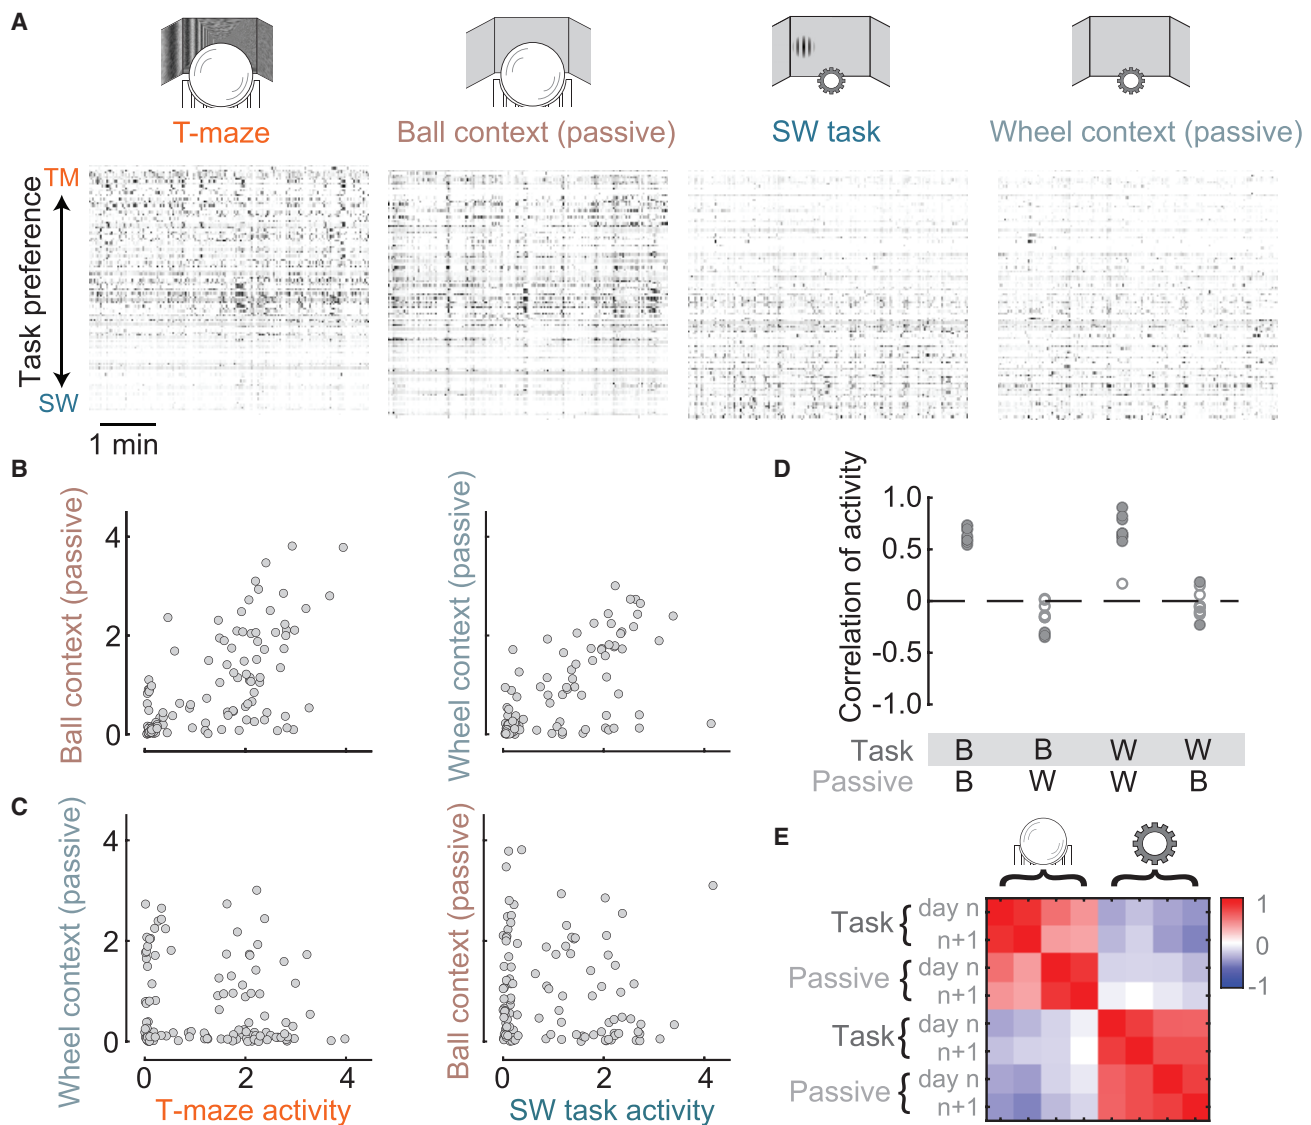 A
T-maze
Ball context (passive)
SW task
Wheel context (passive)
Task preference
TM
SW
1 min
B
Ball context (passive)
4
2
0
Wheel context (passive)
C
Wheel context (passive)
4
2
0
0 2 4
T-maze activity
Ball context (passive)
0 2 4
SW task activity
D
Correlation of activity
1.0
0.5
0
-0.5
-1.0
Task B B W W
Passive B W W B
E
Task { day n
n+1
Passive { day n
n+1
Task { day n
n+1
Passive { day n
n+1
1
0
-1